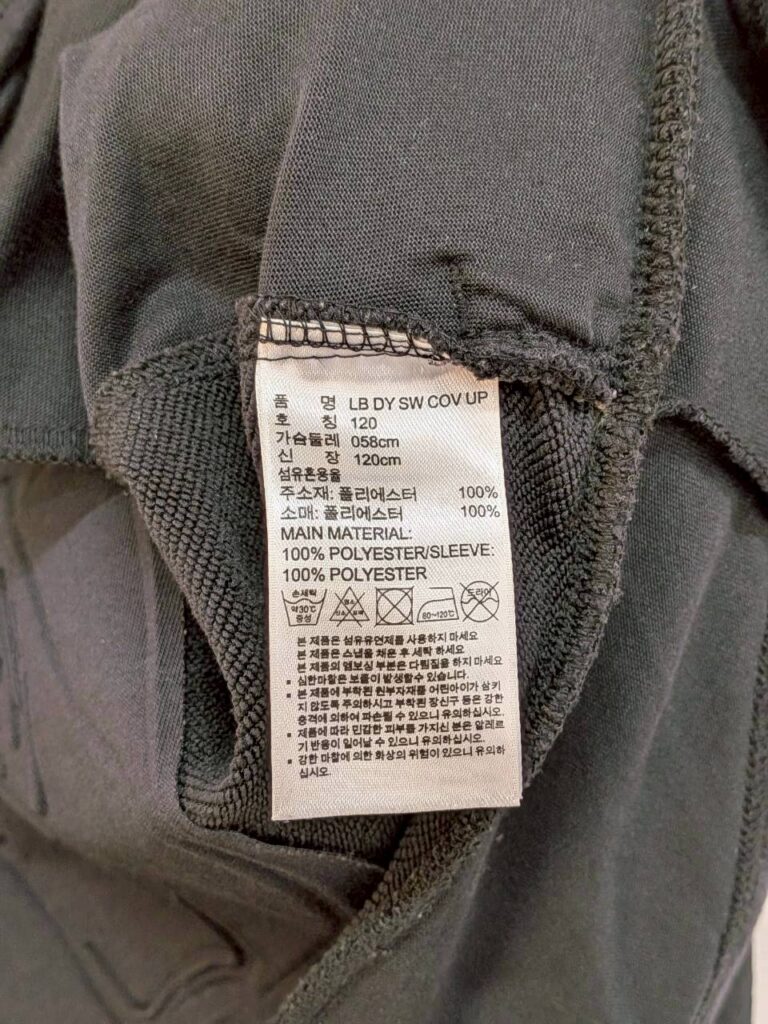 품 명 LB DY SW COV UP
호 칭 120
가슴둘레 058cm
신 장 120cm
섬유혼용율
주소재: 폴리에스터 100%
소매: 폴리에스터 100%
MAIN MATERIAL:
100% POLYESTER/SLEEVE:
100% POLYESTER
손세탁 약30℃ 중성 염소 산소 표백 80~120℃ 드라이
본 제품은 섬유유연제를 사용하지 마세요
본 제품은 스냅을 채운 후 세탁 하세요
본 제품의 엠보싱 부분은 다림질을 하지 마세요
▪ 심한마찰은 보풀이 발생할수 있습니다.
▪ 본 제품에 부착된 원부자재를 어린아이가 삼키
지 않도록 주의하시고 부착된 장신구 등은 강한
충격에 의하여 파손될 수 있으니 유의하십시오.
▪ 제품에 따라 민감한 피부를 가지신 분은 알레르
기 반응이 일어날 수 있으니 유의하십시오.
▪ 강한 마찰에 의한 화상의 위험이 있으니 유의하
십시오.